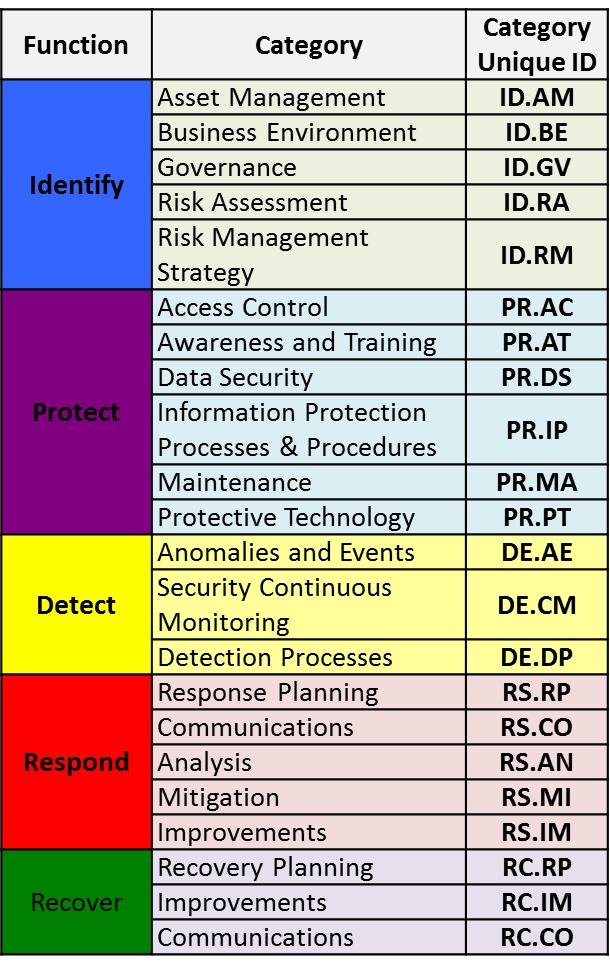 Function
Category
Category
Unique ID
Identify
Asset Management
ID.AM
Business Environment
ID.BE
Governance
ID.GV
Risk Assessment
ID.RA
Risk Management
Strategy
ID.RM
Protect
Access Control
PR.AC
Awareness and Training
PR.AT
Data Security
PR.DS
Information Protection
Processes & Procedures
PR.IP
Maintenance
PR.MA
Protective Technology
PR.PT
Detect
Anomalies and Events
DE.AE
Security Continuous
Monitoring
DE.CM
Detection Processes
DE.DP
Respond
Response Planning
RS.RP
Communications
RS.CO
Analysis
RS.AN
Mitigation
RS.MI
Improvements
RS.IM
Recover
Recovery Planning
RC.RP
Improvements
RC.IM
Communications
RC.CO